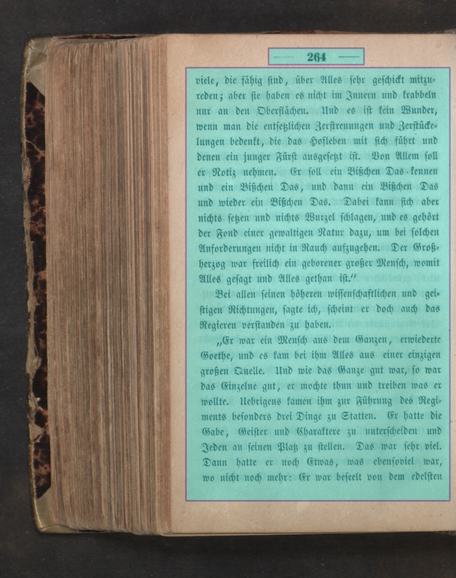 264
viele, die fähig sind, über Alles sehr geschickt mitzu-
reden; aber sie haben es nicht im Innern und krabbeln
nur an den Oberflächen. Und es ist kein Wunder,
wenn man die entsetzlichen Zerstreuungen und Zerstücke-
lungen bedenkt, die das Hofleben mit sich führt und
denen ein junger Fürst ausgesetzt ist. Von Allem soll
er Notiz nehmen. Er soll ein Bißchen Das kennen
und ein Bißchen Das, und dann ein Bißchen Das
und wieder ein Bißchen Das. Dabei kann sich aber
nichts setzen und nichts Wurzel schlagen, und es gehört
der Fond einer gewaltigen Natur dazu, um bei solchen
Anforderungen nicht in Rauch aufzugehen. Der Groß-
herzog war freilich ein geborener großer Mensch, womit
Alles gesagt und Alles gethan ist.“
Bei allen seinen höheren wissenschaftlichen und gei-
stigen Richtungen, sagte ich, scheint er doch auch das
Regieren verstanden zu haben.
„Er war ein Mensch aus dem Ganzen, erwiederte
Goethe, und es kam bei ihm Alles aus einer einzigen
großen Quelle. Und wie das Ganze gut war, so war
das Einzelne gut, er mochte thun und treiben was er
wollte. Uebrigens kamen ihm zur Führung des Regi-
ments besonders drei Dinge zu Statten. Er hatte die
Gabe, Geister und Charaktere zu unterscheiden und
Jeden an seinen Platz zu stellen. Das war sehr viel.
Dann hatte er noch Etwas, was ebensoviel war,
wo nicht noch mehr: Er war beseelt von dem edelsten